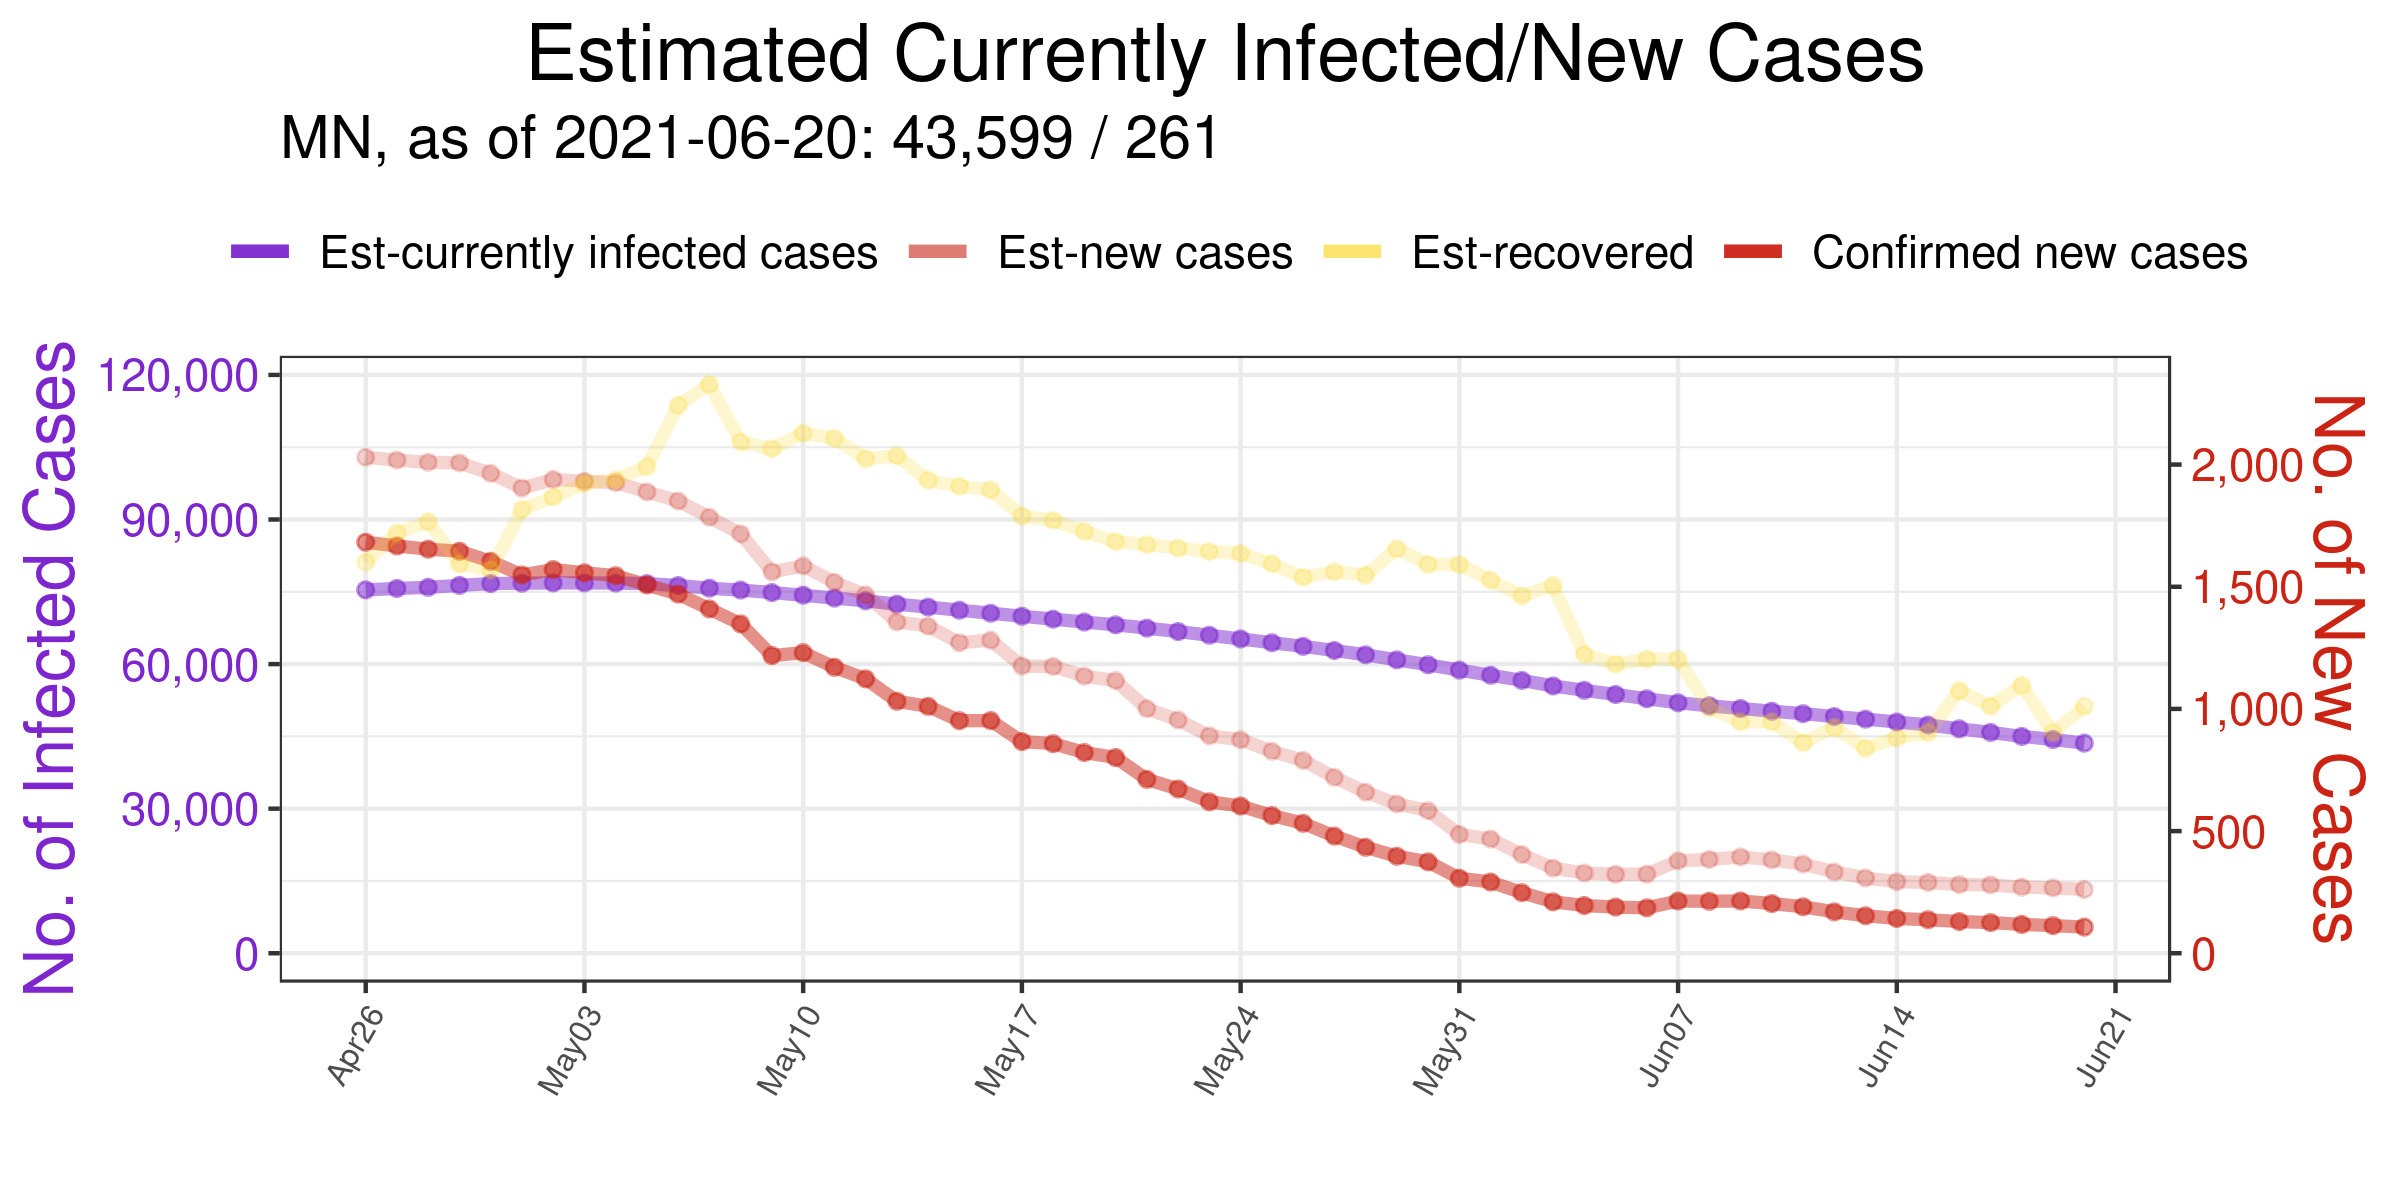 Estimated Currently Infected/New Cases
MN, as of 2021-06-20: 43,599 / 261
Est-currently infected cases Est-new cases Est-recovered Confirmed new cases
No. of Infected Cases
120,000
90,000
60,000
30,000
0
2,000
1,500
1,000
500
0
No. of New Cases
Apr26 May03 May10 May17 May24 May31 Jun07 Jun14 Jun21